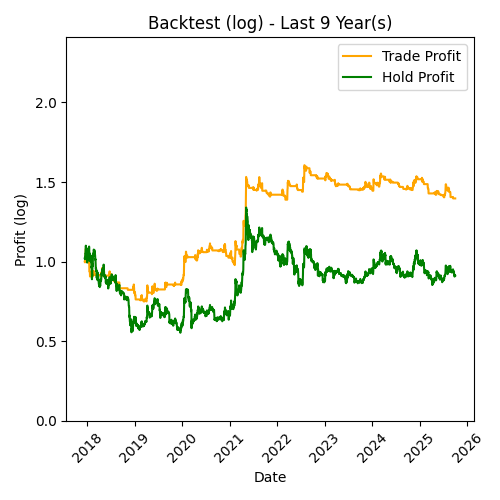 Backtest (log) - Last 9 Year(s)
Trade Profit
Hold Profit
Profit (log)
2.0
1.5
1.0
0.5
0.0
2018
2019
2020
2021
2022
2023
2024
2025
2026
Date